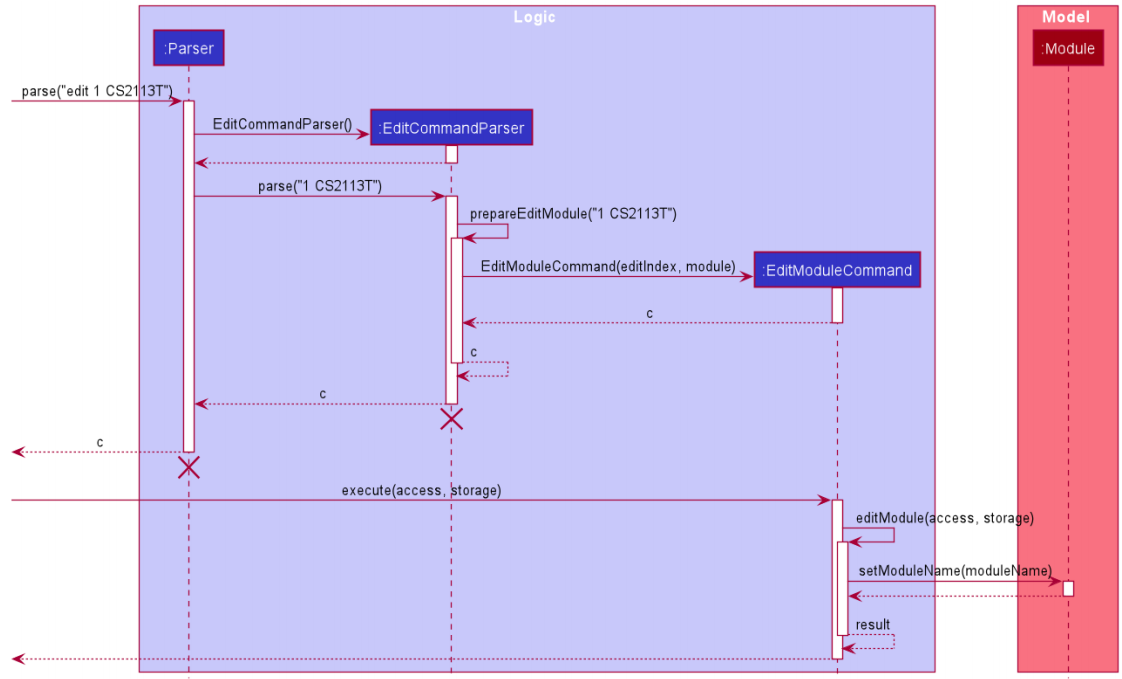 Logic
Model
:Parser
:Module
parse("edit 1 CS2113T")
EditCommandParser()
:EditCommandParser
parse("1 CS2113T")
prepareEditModule("1 CS2113T")
EditModuleCommand(editIndex, module)
:EditModuleCommand
c
c
c
c
execute(access, storage)
editModule(access, storage)
setModuleName(moduleName)
result